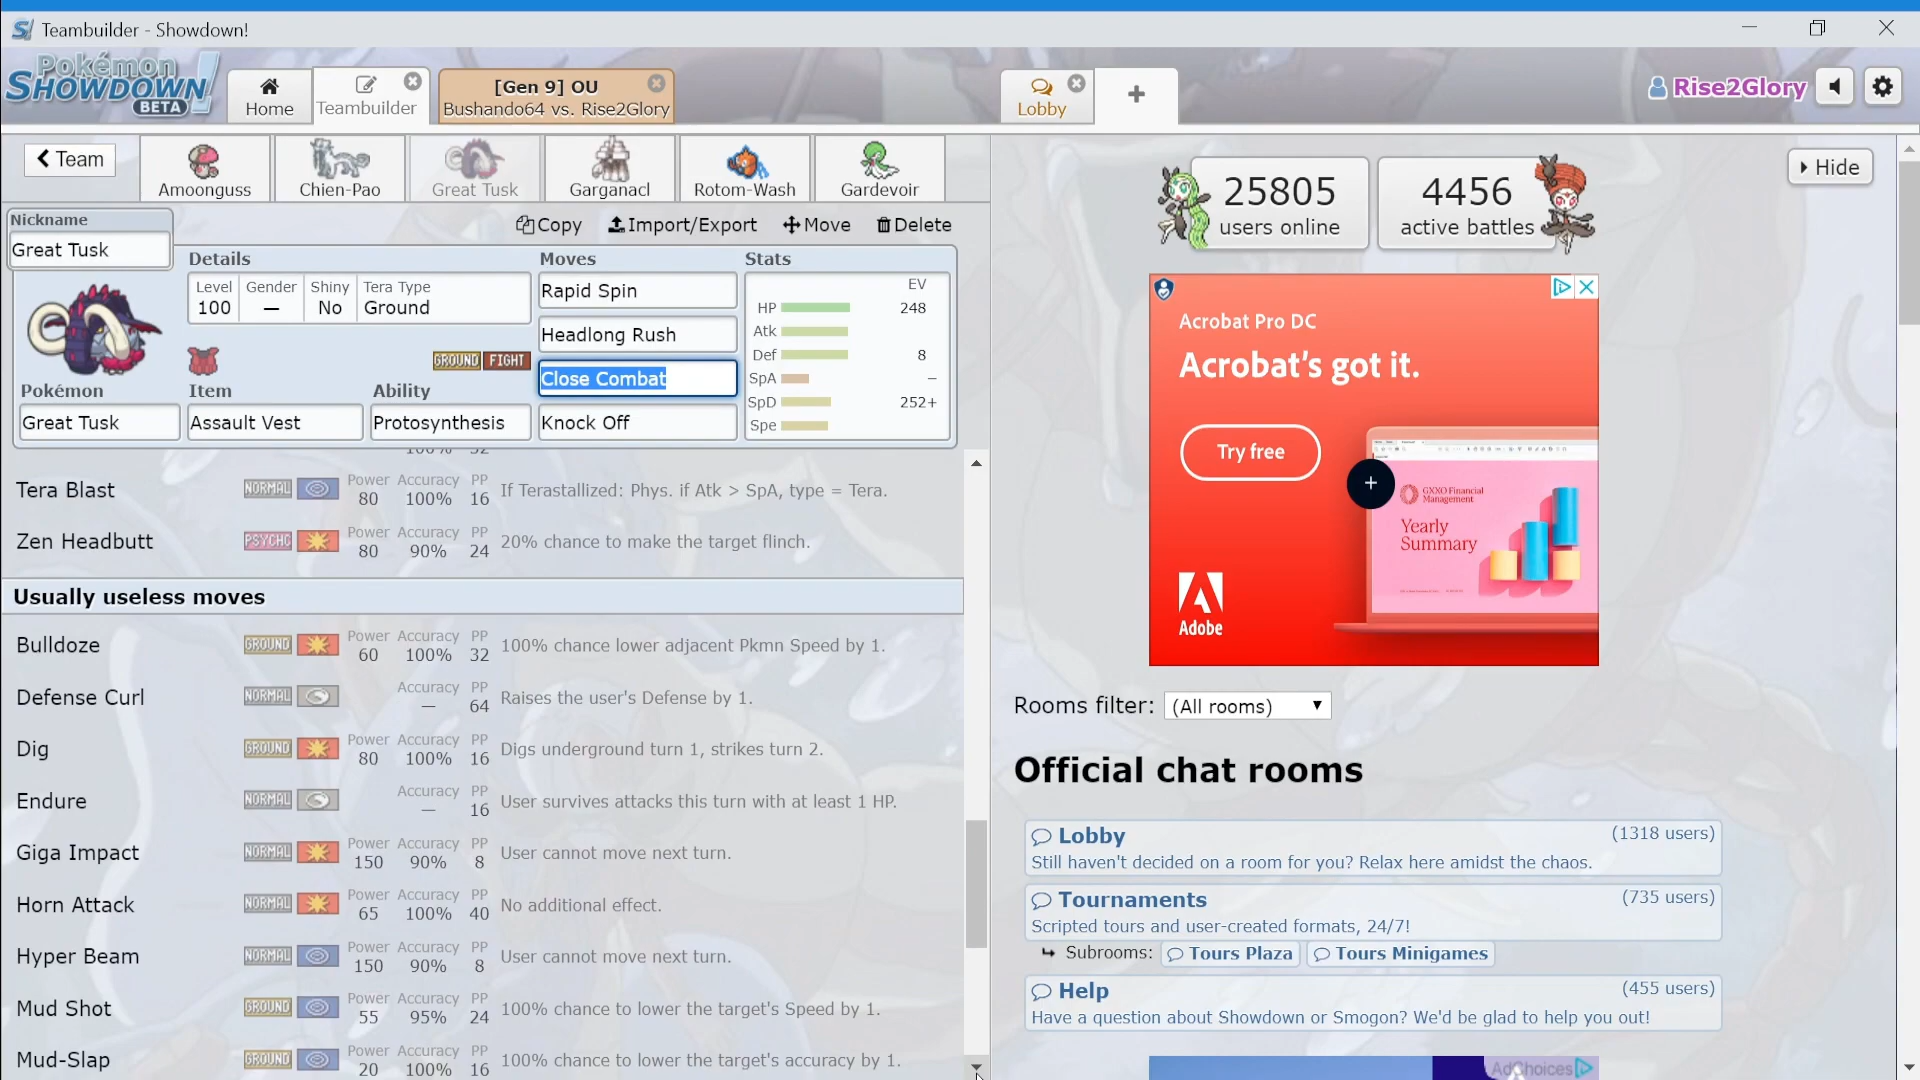 Teambuilder - Showdown!
Pokémon
SHOWDOWN!
BETA
Home
Teambuilder
[Gen 9] OU
Bushando64 vs. Rise2Glory
Lobby
Rise2Glory
Team
Amoonguss
Chien-Pao
Great Tusk
Garganacl
Rotom-Wash
Gardevoir
Copy
Import/Export
Move
Delete
Nickname
Great Tusk
Details
Level
100
Gender
—
Shiny
No
Tera Type
Ground
GROUND FIGHT
Pokémon
Great Tusk
Item
Assault Vest
Ability
Protosynthesis
Moves
Rapid Spin
Headlong Rush
Close Combat
Knock Off
Stats
EV
HP 248
Atk
Def 8
SpA –
SpD 252+
Spe
Tera Blast NORMAL Power 80 Accuracy 100% PP 16 If Terastallized: Phys. if Atk > SpA, type = Tera.
Zen Headbutt PSYCHC Power 80 Accuracy 90% PP 24 20% chance to make the target flinch.
Usually useless moves
Bulldoze GROUND Power 60 Accuracy 100% PP 32 100% chance lower adjacent Pkmn Speed by 1.
Defense Curl NORMAL Accuracy — PP 64 Raises the user's Defense by 1.
Dig GROUND Power 80 Accuracy 100% PP 16 Digs underground turn 1, strikes turn 2.
Endure NORMAL Accuracy — PP 16 User survives attacks this turn with at least 1 HP.
Giga Impact NORMAL Power 150 Accuracy 90% PP 8 User cannot move next turn.
Horn Attack NORMAL Power 65 Accuracy 100% PP 40 No additional effect.
Hyper Beam NORMAL Power 150 Accuracy 90% PP 8 User cannot move next turn.
Mud Shot GROUND Power 55 Accuracy 95% PP 24 100% chance to lower the target's Speed by 1.
Mud-Slap GROUND Power 20 Accuracy 100% PP 16 100% chance to lower the target's accuracy by 1.
25805
users online
4456
active battles
Hide
Acrobat Pro DC
Acrobat's got it.
Try free
GXXO Financial
Management
Yearly
Summary
Adobe
Rooms filter: (All rooms)
Official chat rooms
Lobby (1318 users)
Still haven't decided on a room for you? Relax here amidst the chaos.
Tournaments (735 users)
Scripted tours and user-created formats, 24/7!
Subrooms: Tours Plaza Tours Minigames
Help (455 users)
Have a question about Showdown or Smogon? We'd be glad to help you out!
AdChoices